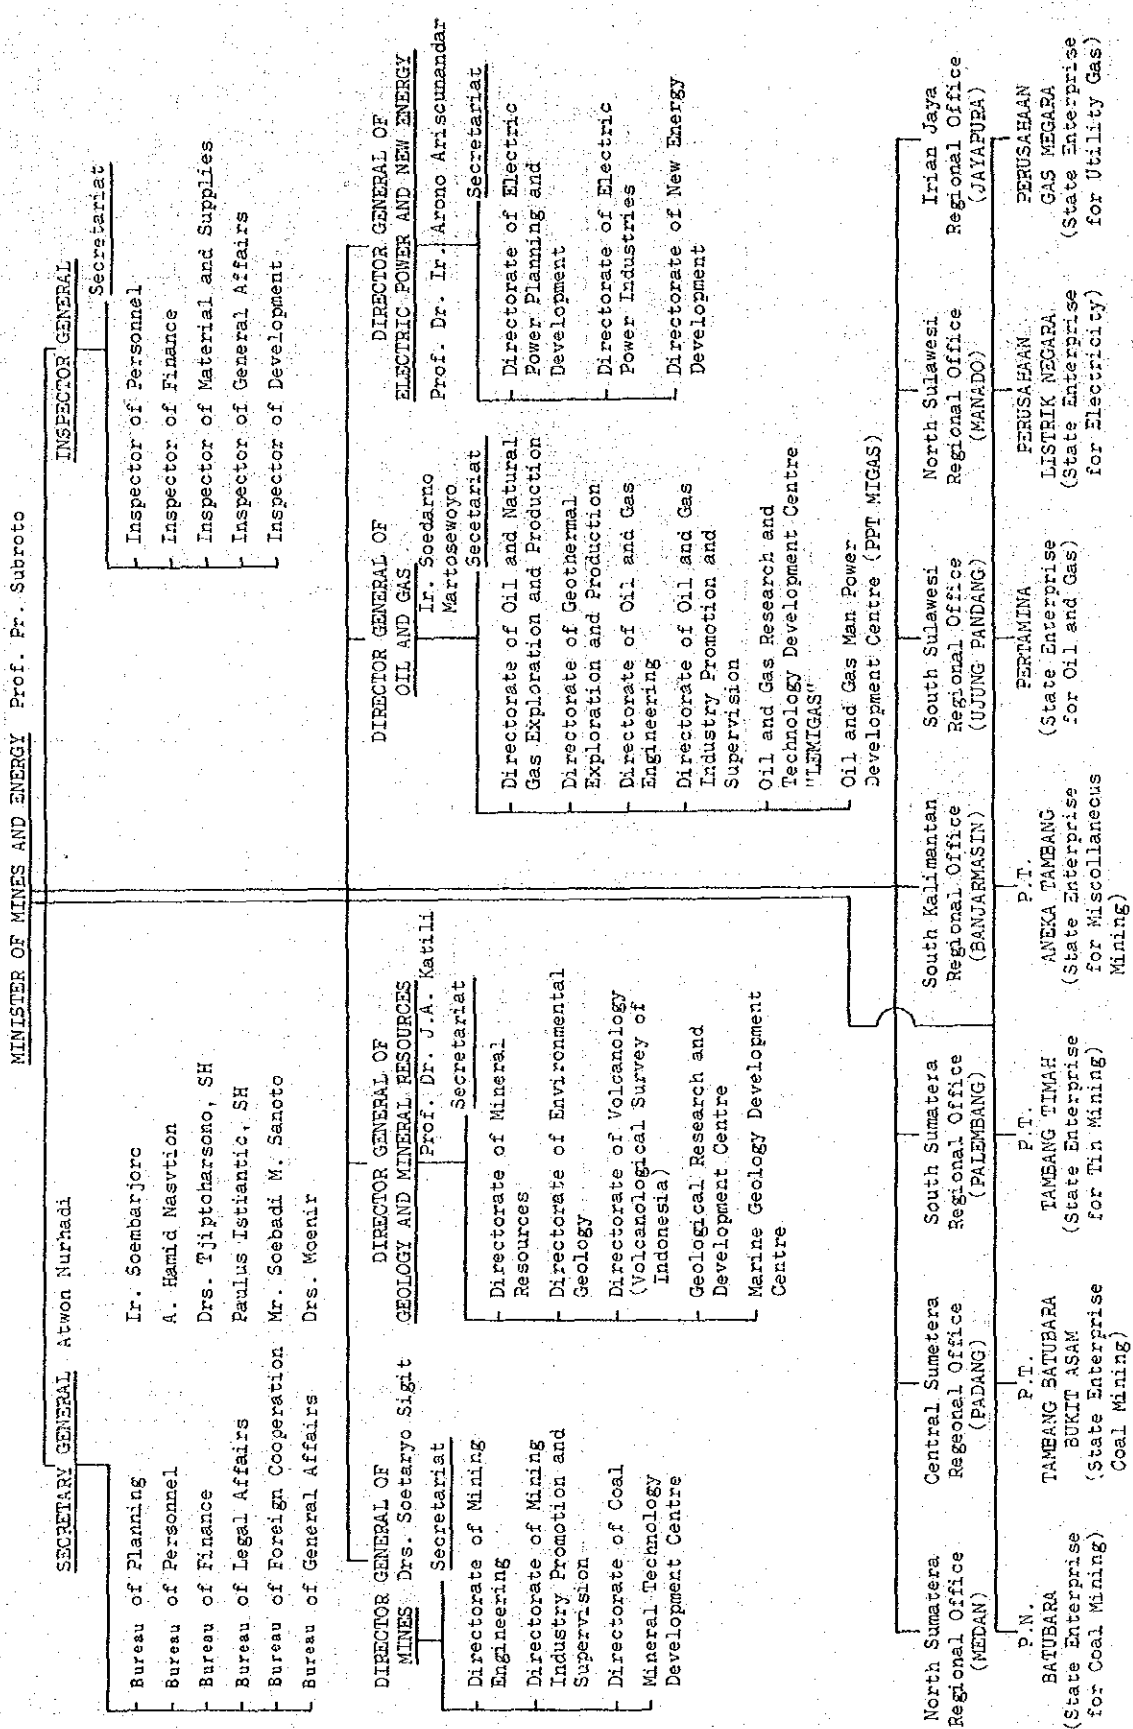 MINISTER OF MINES AND ENERGY Prof. Pr. Subroto
SECRETARY GENERAL Atwon Nurhadi
Bureau of Planning Ir. Soembarjoro
Bureau of Personnel A. Hamid Nasvtion
Bureau of Finance Drs. Tjiptoharsono, SH
Bureau of Legal Affairs Paulus Istiantic, SH
Bureau of Foreign Cooperation Mr. Soebadi M. Sanoto
Bureau of General Affairs Drs. Moenir
INSPECTOR GENERAL
Secretariat
Inspector of Personnel
Inspector of Finance
Inspector of Material and Supplies
Inspector of General Affairs
Inspector of Development
DIRECTOR GENERAL OF
MINES Drs. Soetaryo Sigit
Secretariat
Directorate of Mining
Engineering
Directorate of Mining
Industry Promotion and
Supervision
Directorate of Coal
Mineral Technology
Development Centre
DIRECTOR GENERAL OF
GEOLOGY AND MINERAL RESOURCES
Prof. Dr. J.A. Katili
Secretariat
Directorate of Mineral
Resources
Directorate of Environmental
Geology
Directorate of Volcanology
(Volcanological Survey of
Indonesia)
Geological Research and
Development Centre
Marine Geology Development
Centre
DIRECTOR GENERAL OF
OIL AND GAS
Ir. Soedarno
Martosewoyo
Secetariat
Directorate of Oil and Natural
Gas Exploration and Production
Directorate of Geothermal
Exploration and Production
Directorate of Oil and Gas
Engineering
Directorate of Oil and Gas
Industry Promotion and
Supervision
Oil and Gas Research and
Technology Development Centre
"LEMIGAS"
Oil and Gas Man Power
Development Centre (PPT MIGAS)
DIRECTOR GENERAL OF
ELECTRIC POWER AND NEW ENERGY
Prof. Dr. Ir. Arono Ariscunandar
Secretariat
Directorate of Electric
Power Planning and
Development
Directorate of Electric
Power Industries
Directorate of New Energy
Development
North Sumatera
Regional Office
(MEDAN)
Central Sumetera
Regeonal Office
(PADANG)
South Sumatera
Regional Office
(PALEMBANG)
South Kalimantan
Regional Office
(BANJARMASIN)
South Sulawesi
Regional Office
(UJUNG PANDANG)
North Sulawesi
Regional Office
(MANADO)
Irian Jaya
Regional Office
(JAYAPURA)
P.N.
BATUBARA
(State Enterprise
for Coal Mining)
P.T.
TAMBANG BATUBARA
BUKIT ASAM
(State Enterprise
Coal Mining)
P.T.
TAMBANG TIMAH
(State Enterprise
for Tin Mining)
P.T.
ANEKA TAMBANG
(State Enterprise
for Miscollanecus
Mining)
PERTAMINA
(State Enterprise
for Oil and Gas)
PERUSAHAAN
LISTRIK NEGARA
(State Enterprise
for Electricity)
PERUSAHAAN
GAS MEGARA
(State Enterprise
for Utility Gas)